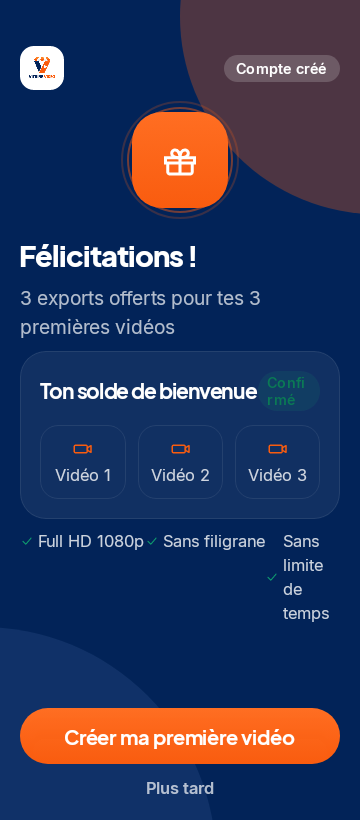 Compte créé
Félicitations !
3 exports offerts pour tes 3
premières vidéos
Ton solde de bienvenue
Confi
rmé
Vidéo 1
Vidéo 2
Vidéo 3
Full HD 1080p
Sans filigrane
Sans
limite
de
temps
Créer ma première vidéo
Plus tard